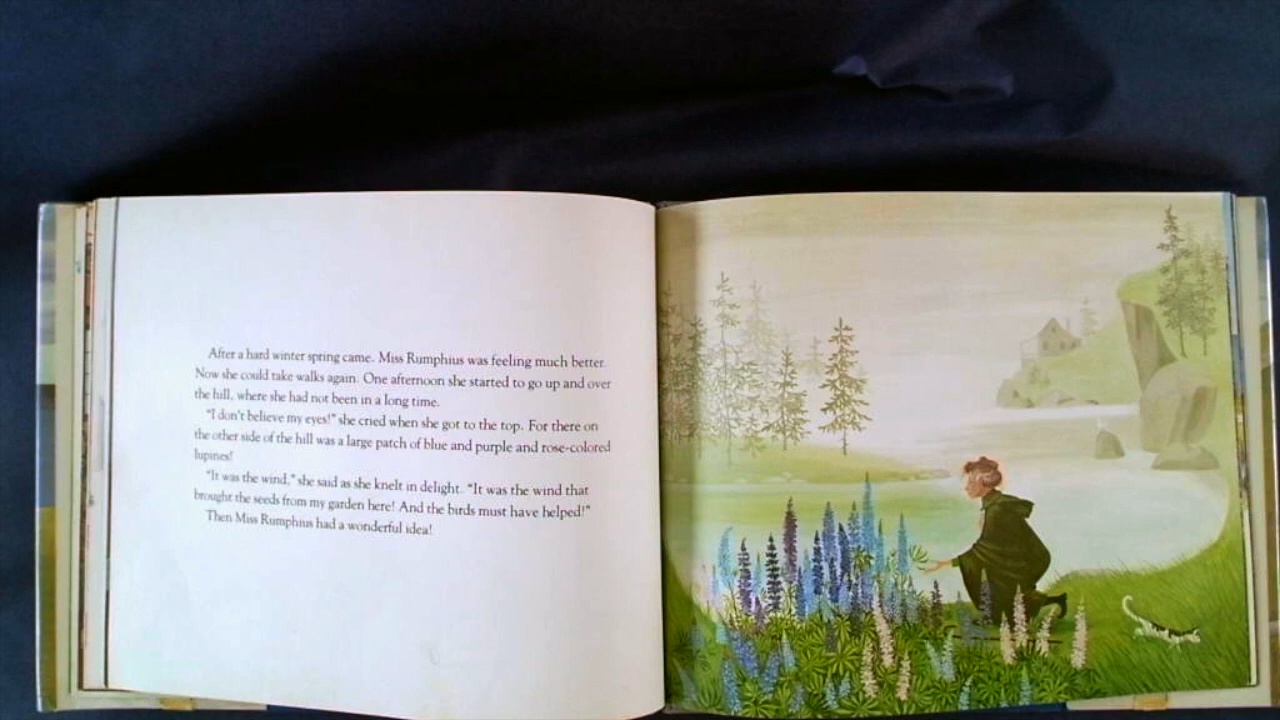 After a hard winter spring came. Miss Rumphius was feeling much better.
Now she could take walks again. One afternoon she started to go up and over
the hill, where she had not been in a long time.
"I don't believe my eyes!" she cried when she got to the top. For there on
the other side of the hill was a large patch of blue and purple and rose-colored
lupines!
"It was the wind," she said as she knelt in delight. "It was the wind that
brought the seeds from my garden here! And the birds must have helped!"
Then Miss Rumphius had a wonderful idea!